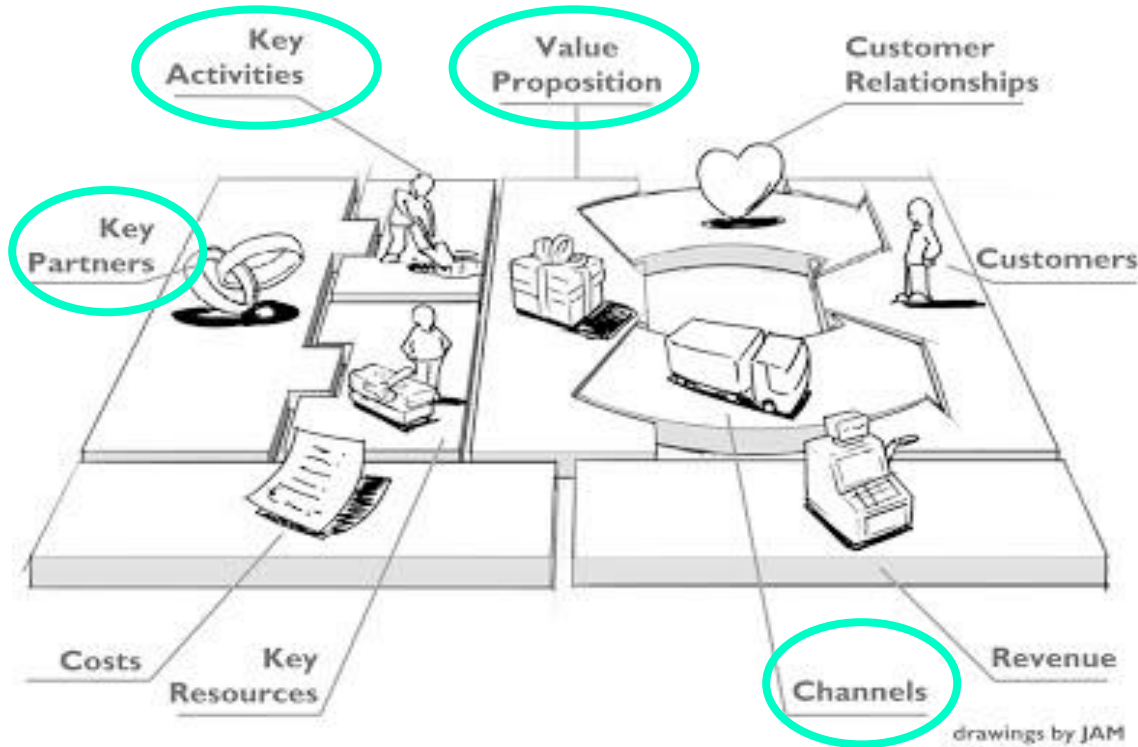 Key
Activities
Value
Proposition
Customer
Relationships
Key
Partners
Customers
Costs
Key
Resources
Channels
Revenue
drawings by JAM